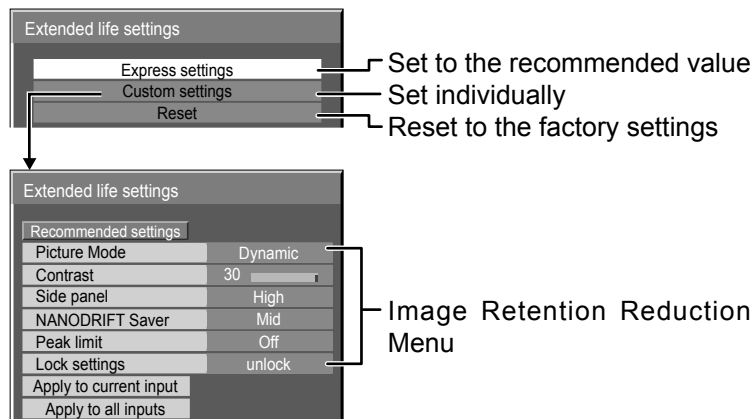 Extended life settings
Express settings
Set to the recommended value
Custom settings
Set individually
Reset
Reset to the factory settings
Extended life settings
Recommended settings
Picture Mode Dynamic
Contrast 30
Side panel High
NANODRIFT Saver Mid
Peak limit Off
Lock settings unlock
Apply to current input
Apply to all inputs
Image Retention Reduction
Menu